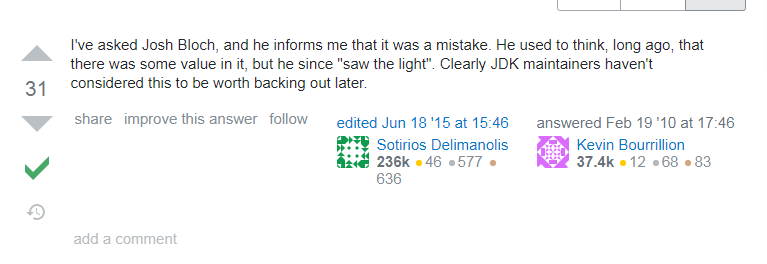 I've asked Josh Bloch, and he informs me that it was a mistake. He used to think, long ago, that
there was some value in it, but he since "saw the light". Clearly JDK maintainers haven't
considered this to be worth backing out later.
31
share improve this answer follow
edited Jun 18 '15 at 15:46
Sotirios Delimanolis
236k 46 577
636
answered Feb 19 '10 at 17:46
Kevin Bourrillion
37.4k 12 68 83
add a comment